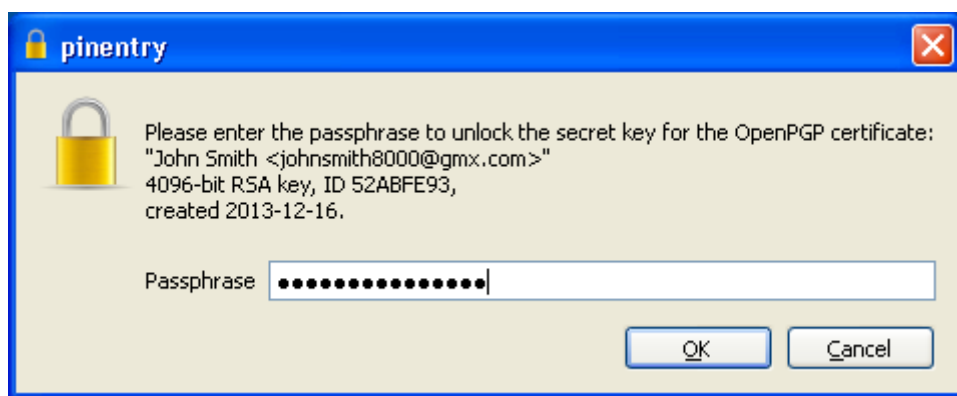 pinentry
Please enter the passphrase to unlock the secret key for the OpenPGP certificate:
"John Smith <johnsmith8000@gmx.com>"
4096-bit RSA key, ID 52ABFE93,
created 2013-12-16.
Passphrase ●●●●●●●●●●●●●●●
OK Cancel